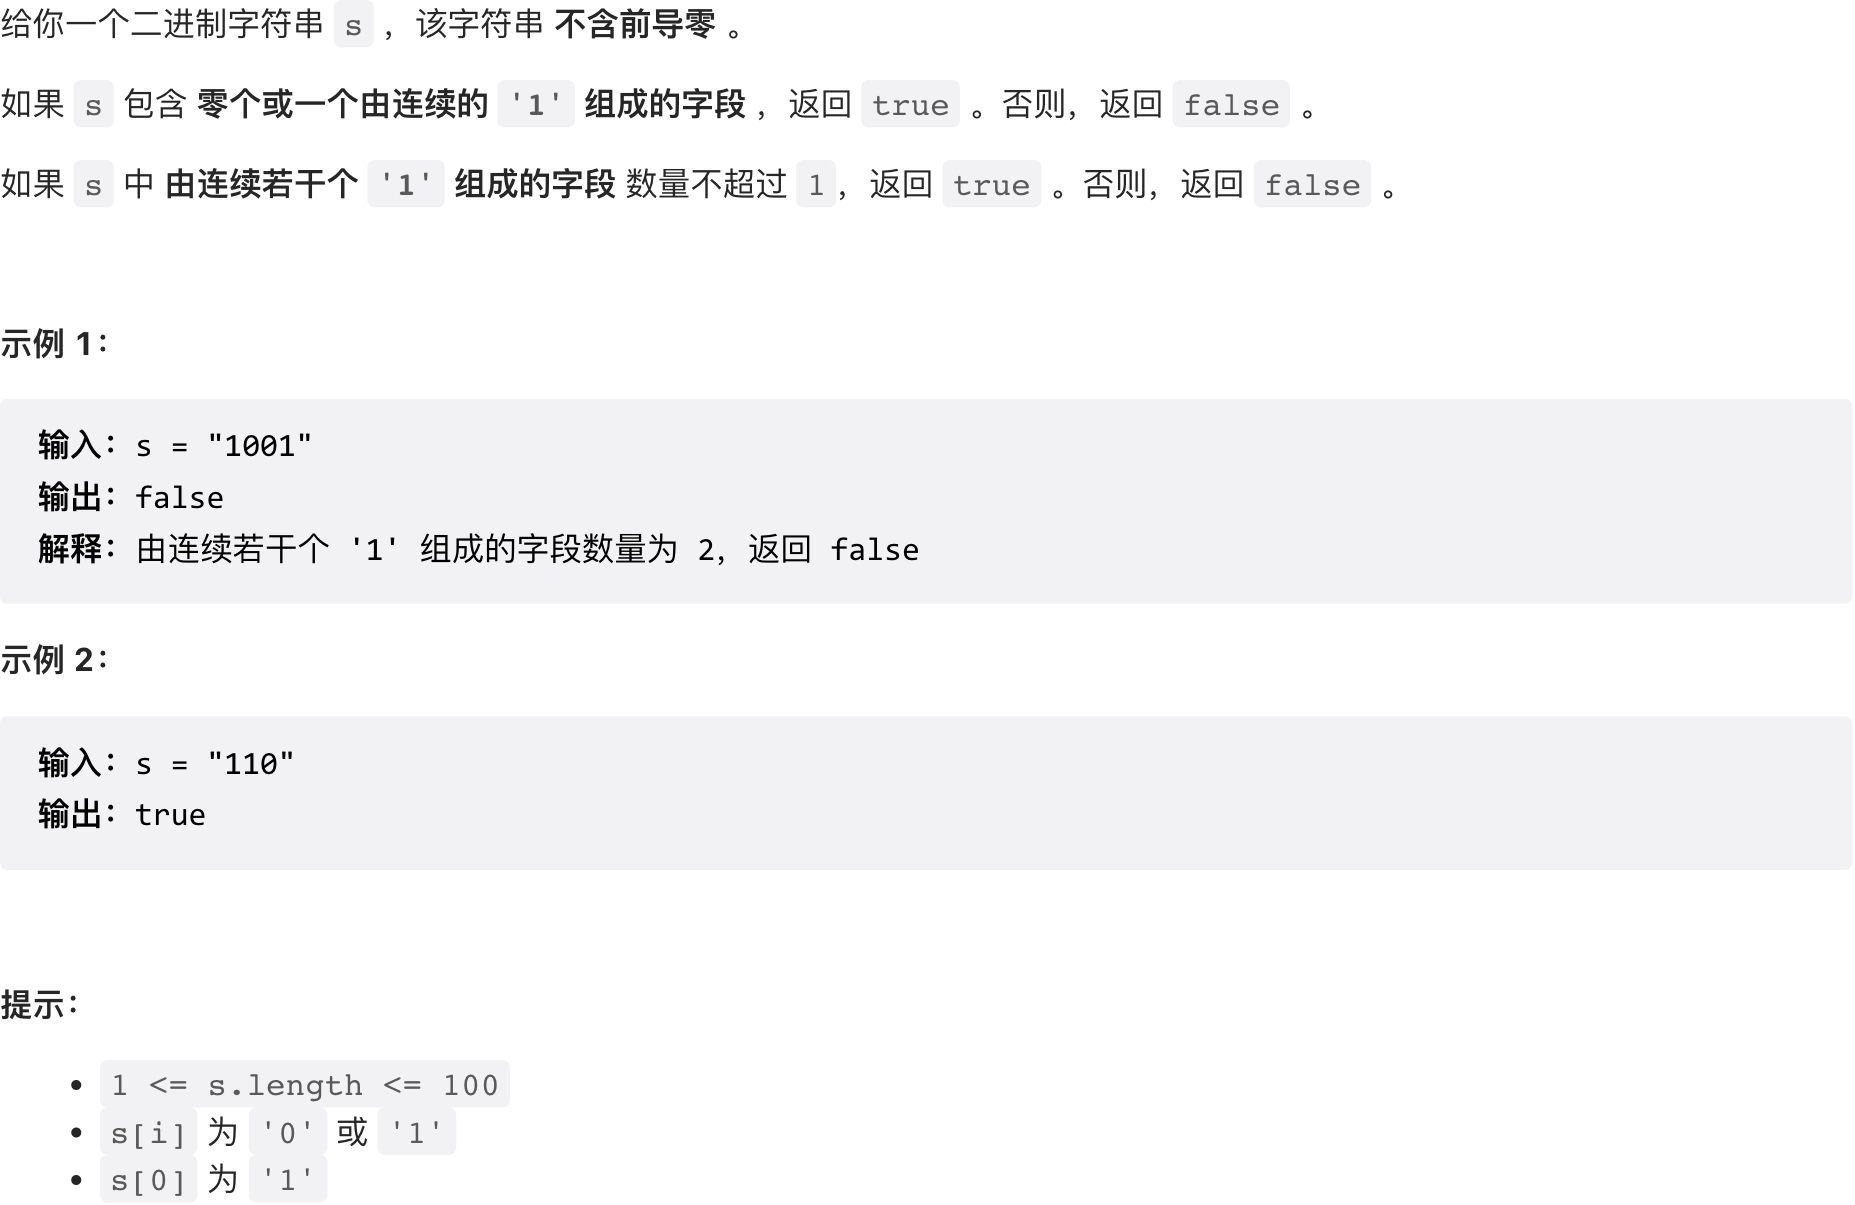 给你一个二进制字符串 s ，该字符串 不含前导零 。
如果 s 包含 零个或一个由连续的 '1' 组成的字段 ，返回 true 。否则，返回 false 。
如果 s 中 由连续若干个 '1' 组成的字段 数量不超过 1，返回 true 。否则，返回 false 。
示例 1：
输入：s = "1001"
输出：false
解释：由连续若干个 '1' 组成的字段数量为 2，返回 false
示例 2：
输入：s = "110"
输出：true
提示：
• 1 <= s.length <= 100
• s[i] 为 '0' 或 '1'
• s[0] 为 '1'